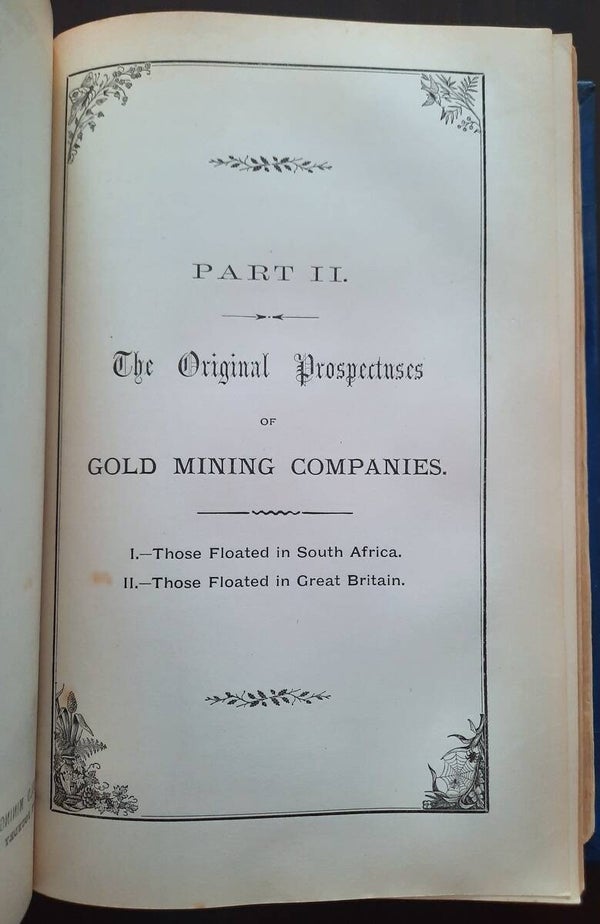 PART II.
The Original Prospectuses
OF
GOLD MINING COMPANIES.
I.—Those Floated in South Africa.
II.—Those Floated in Great Britain.